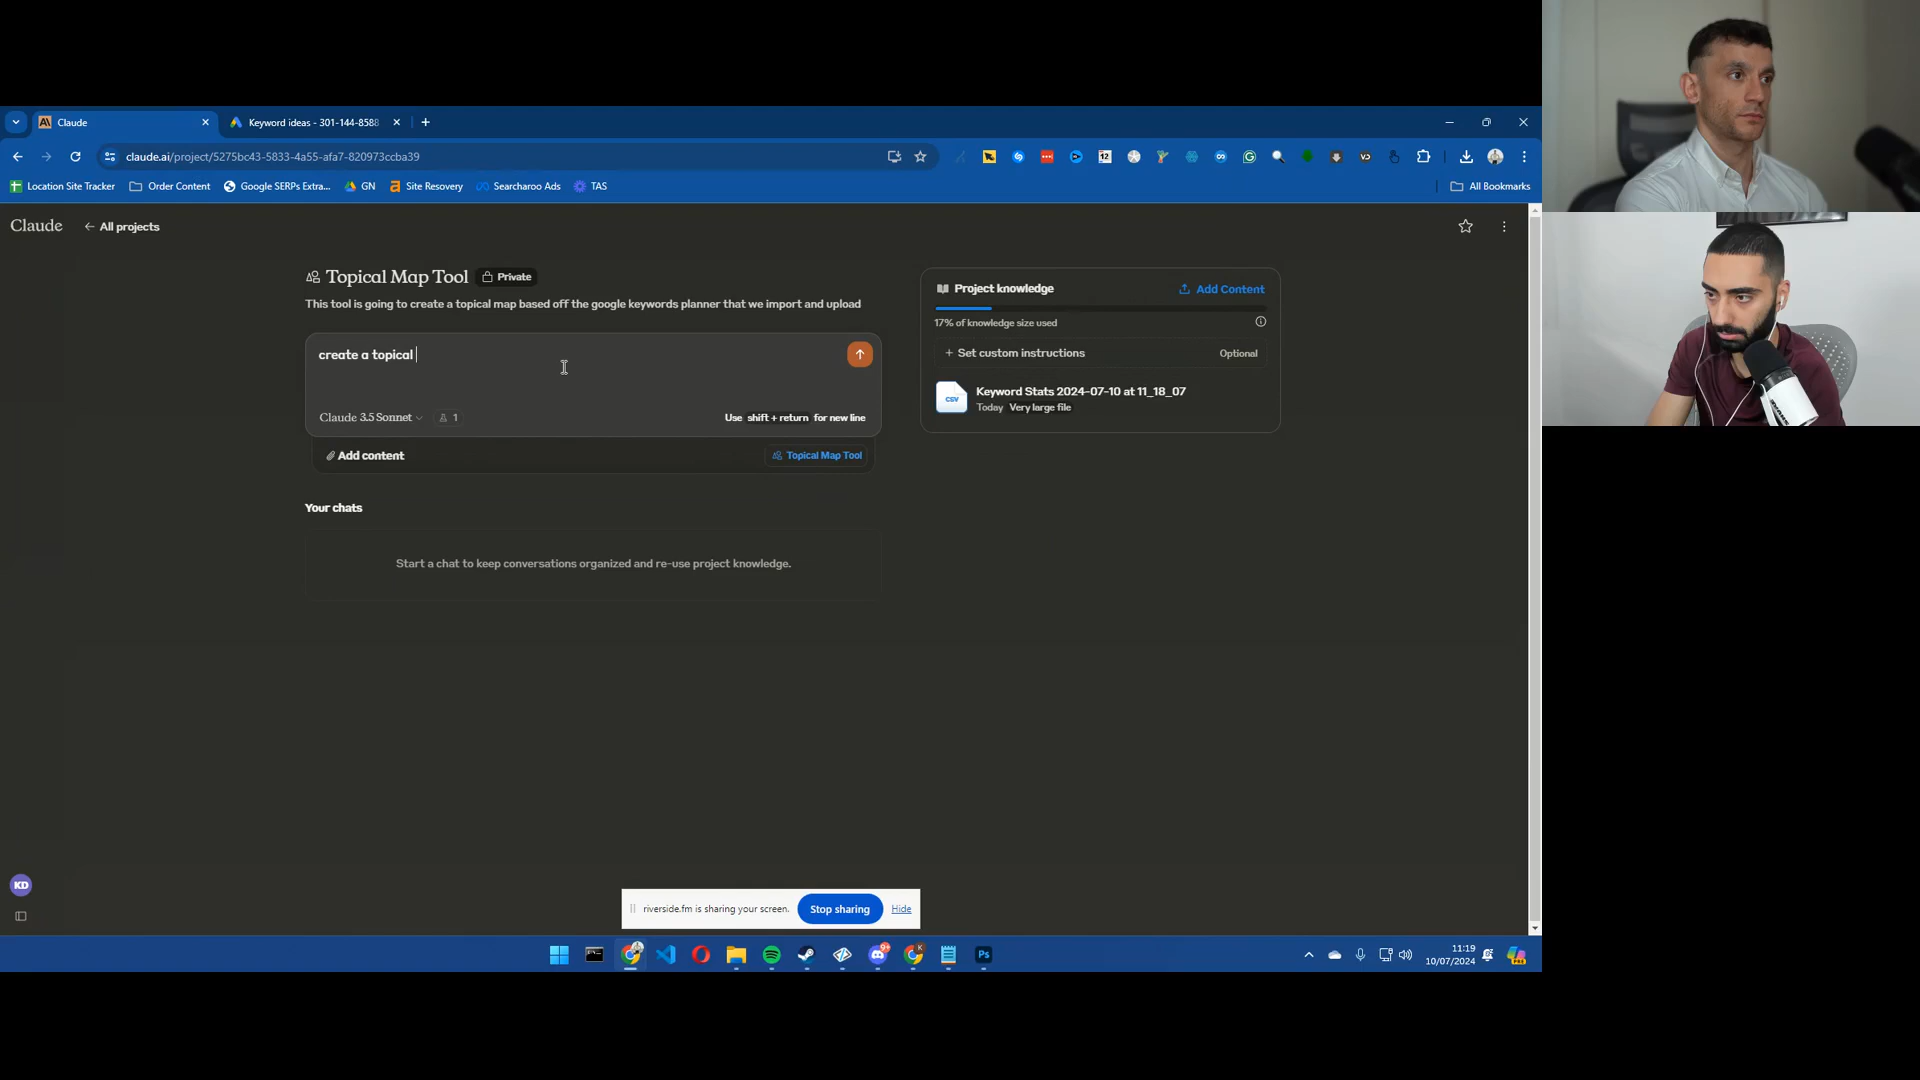 Claude
Keyword ideas - 301-144-8588
claude.ai/project/5275bc43-5833-4a55-afa7-820973ccba39
Location Site Tracker
Order Content
Google SERPs Extra...
GN
Site Recovery
Searcharoo Ads
TAS
All Bookmarks
Claude
← All projects
Topical Map Tool
Private
This tool is going to create a topical map based off the google keywords planner that we import and upload
create a topical
Claude 3.5 Sonnet
1
Use shift + return for new line
Add content
Topical Map Tool
Your chats
Start a chat to keep conversations organized and re-use project knowledge.
Project knowledge
Add Content
17% of knowledge size used
+ Set custom instructions
Optional
CSV
Keyword Stats 2024-07-10 at 11_18_07
Today Very large file
KD
riverside.fm is sharing your screen.
Stop sharing
Hide
Ps
11:19
10/07/2024